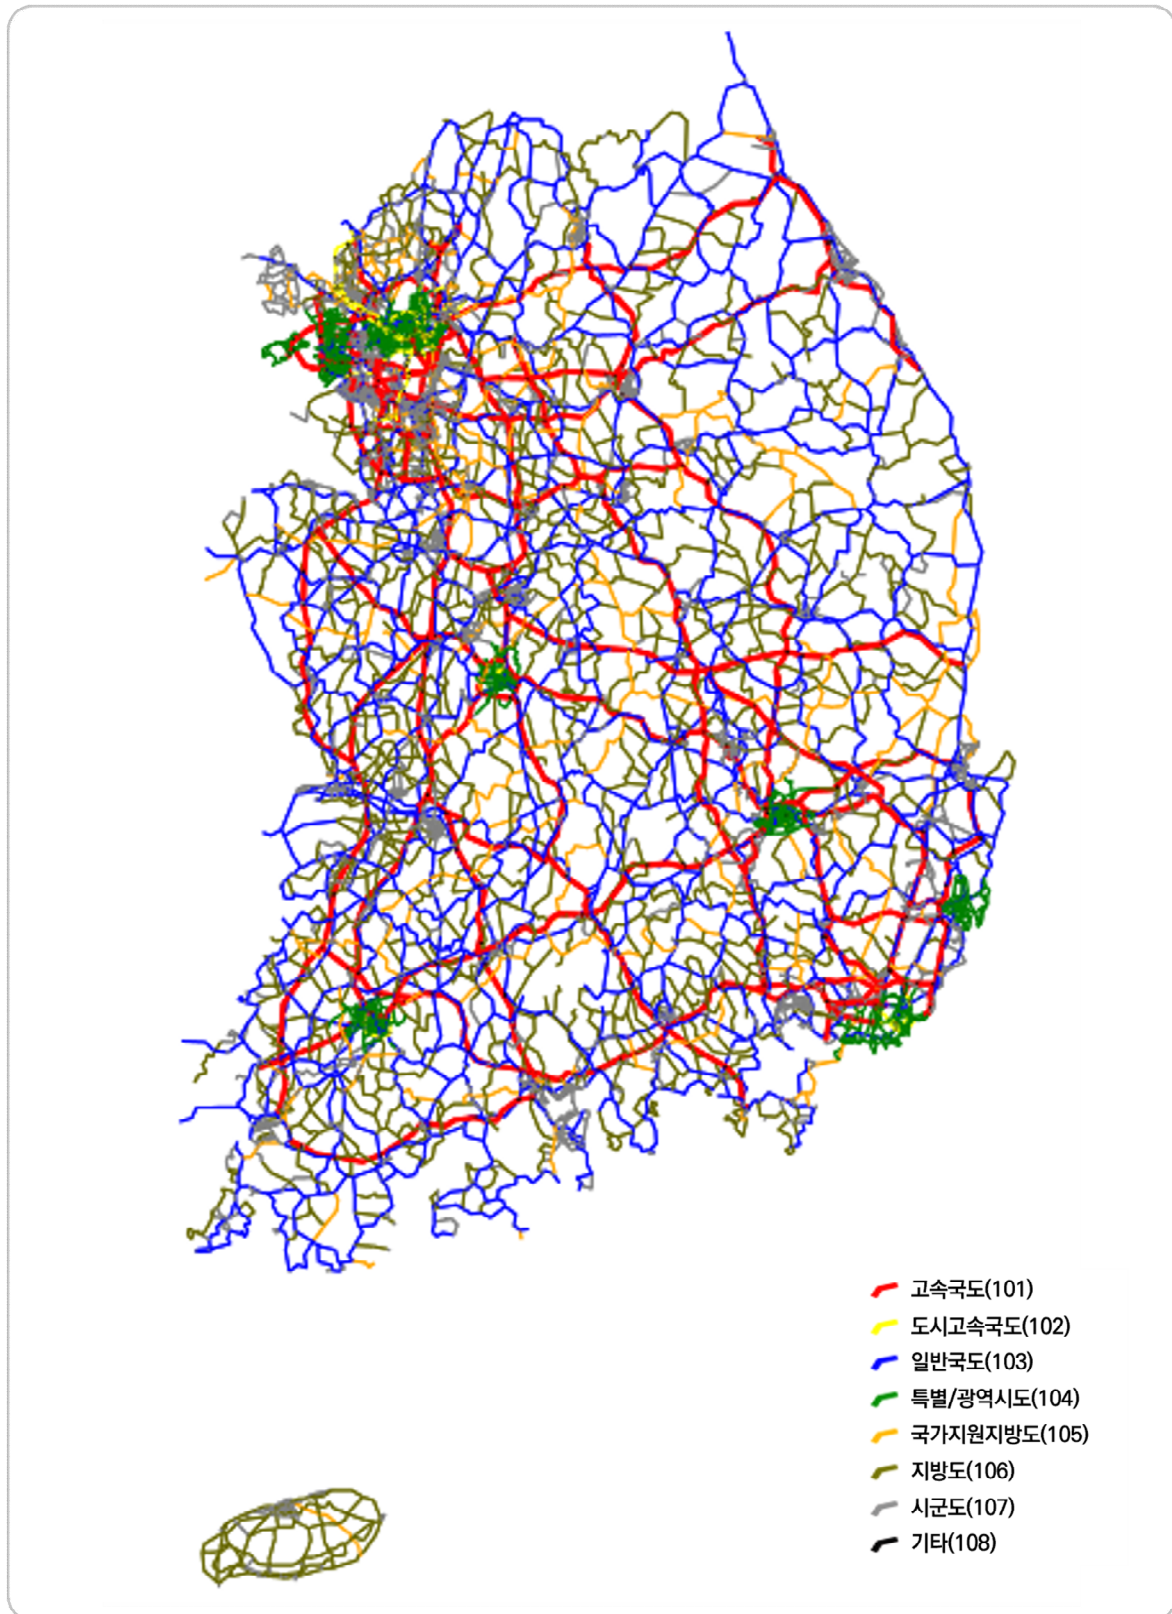 고속국도(101)
도시고속국도(102)
일반국도(103)
특별/광역시도(104)
국가지원지방도(105)
지방도(106)
시군도(107)
기타(108)